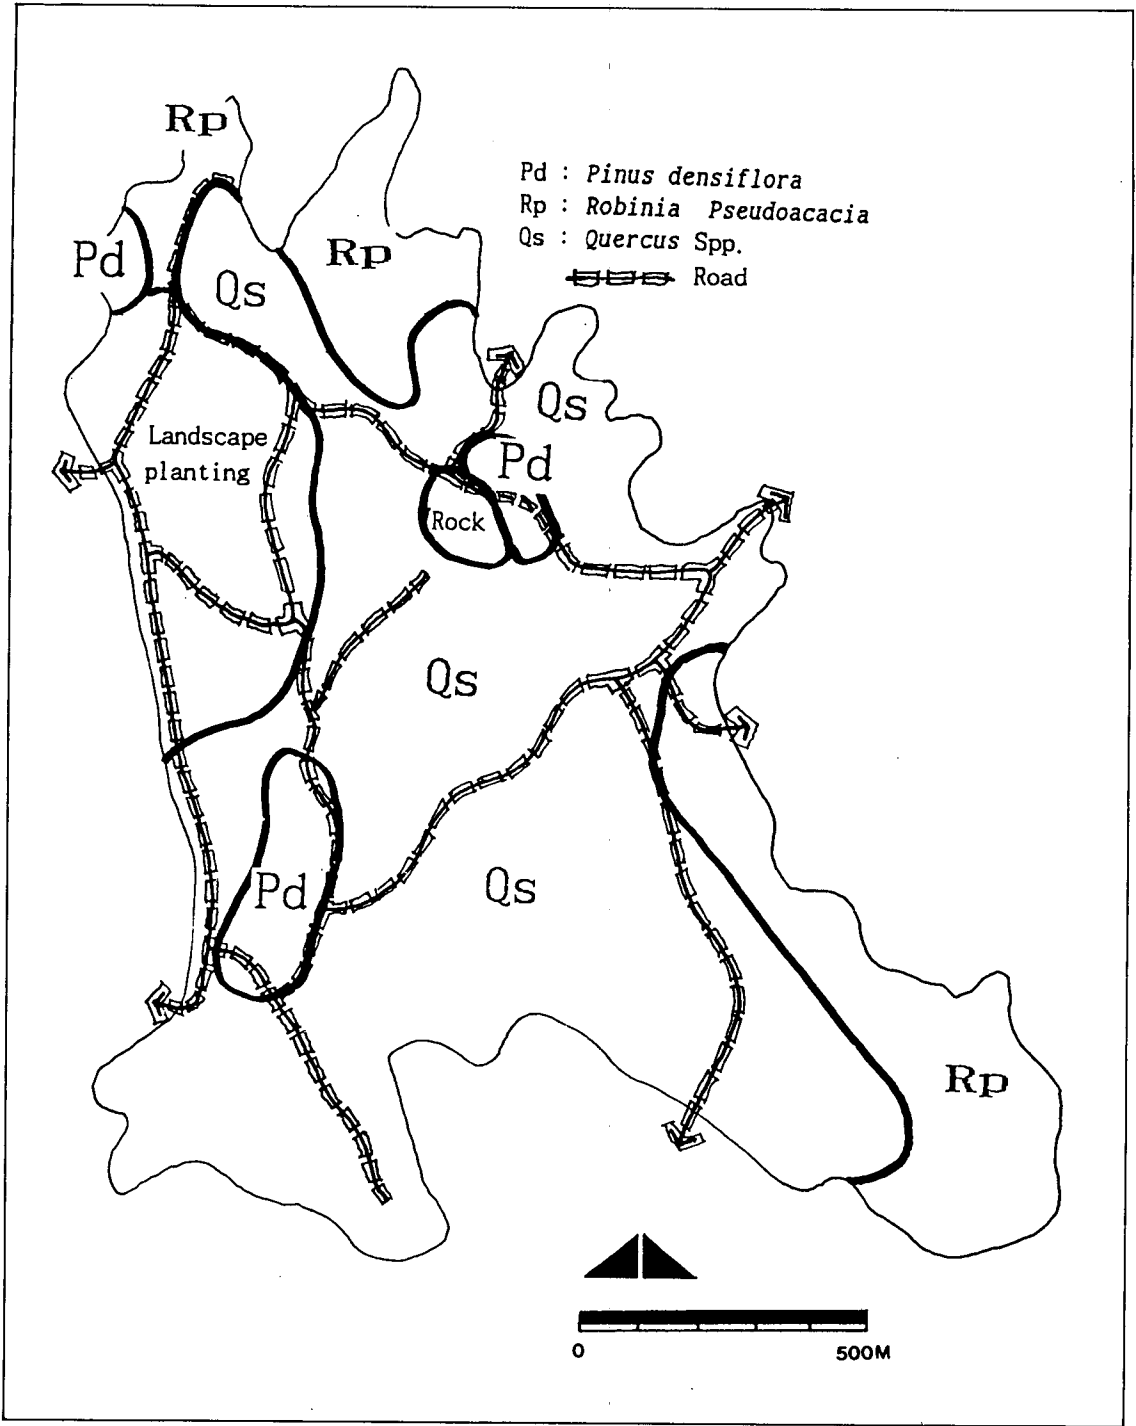 Rp
Pd : Pinus densiflora
Rp : Robinia Pseudoacacia
Qs : Quercus Spp.
Road
Rp
Pd
Qs
Qs
Landscape
planting
Pd
Rock
Qs
Pd
Qs
Rp
0 500M